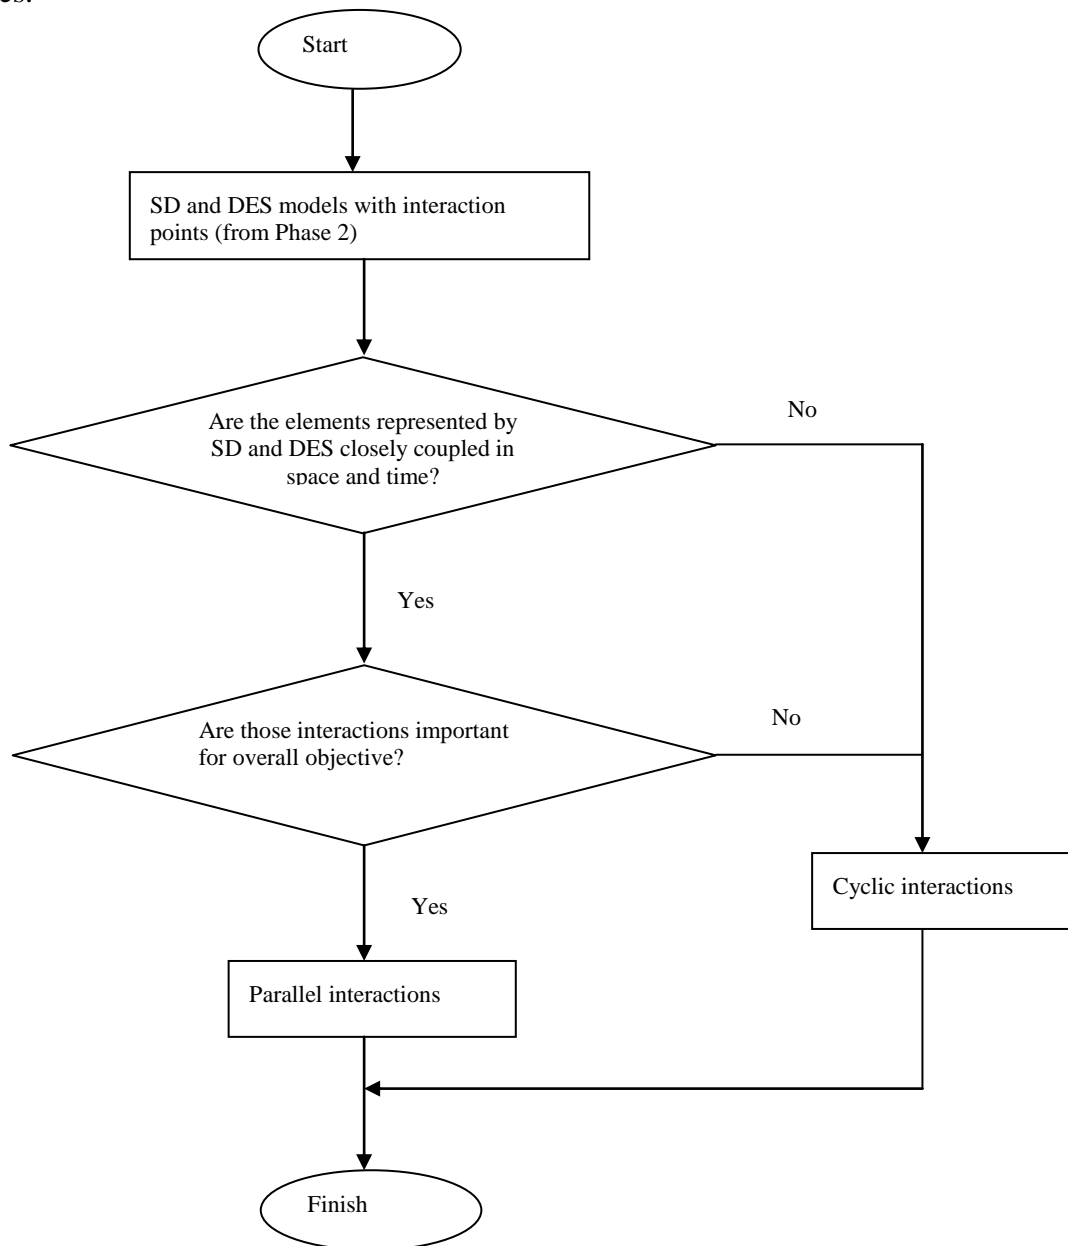 Start
SD and DES models with interaction
points (from Phase 2)
No
Are the elements represented by
SD and DES closely coupled in
space and time?
Yes
No
Are those interactions important
for overall objective?
Cyclic interactions
Yes
Parallel interactions
Finish